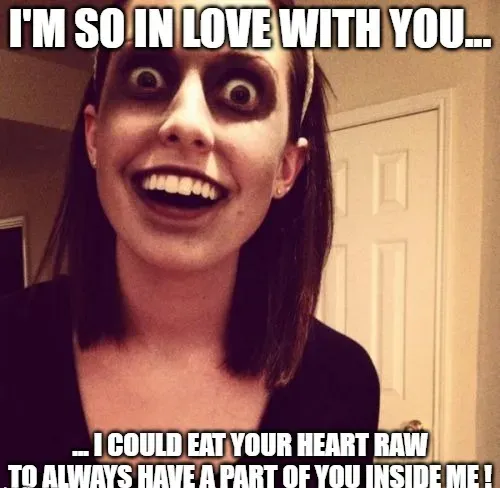 I'M SO IN LOVE WITH YOU...
... I COULD EAT YOUR HEART RAW
TO ALWAYS HAVE A PART OF YOU INSIDE ME !